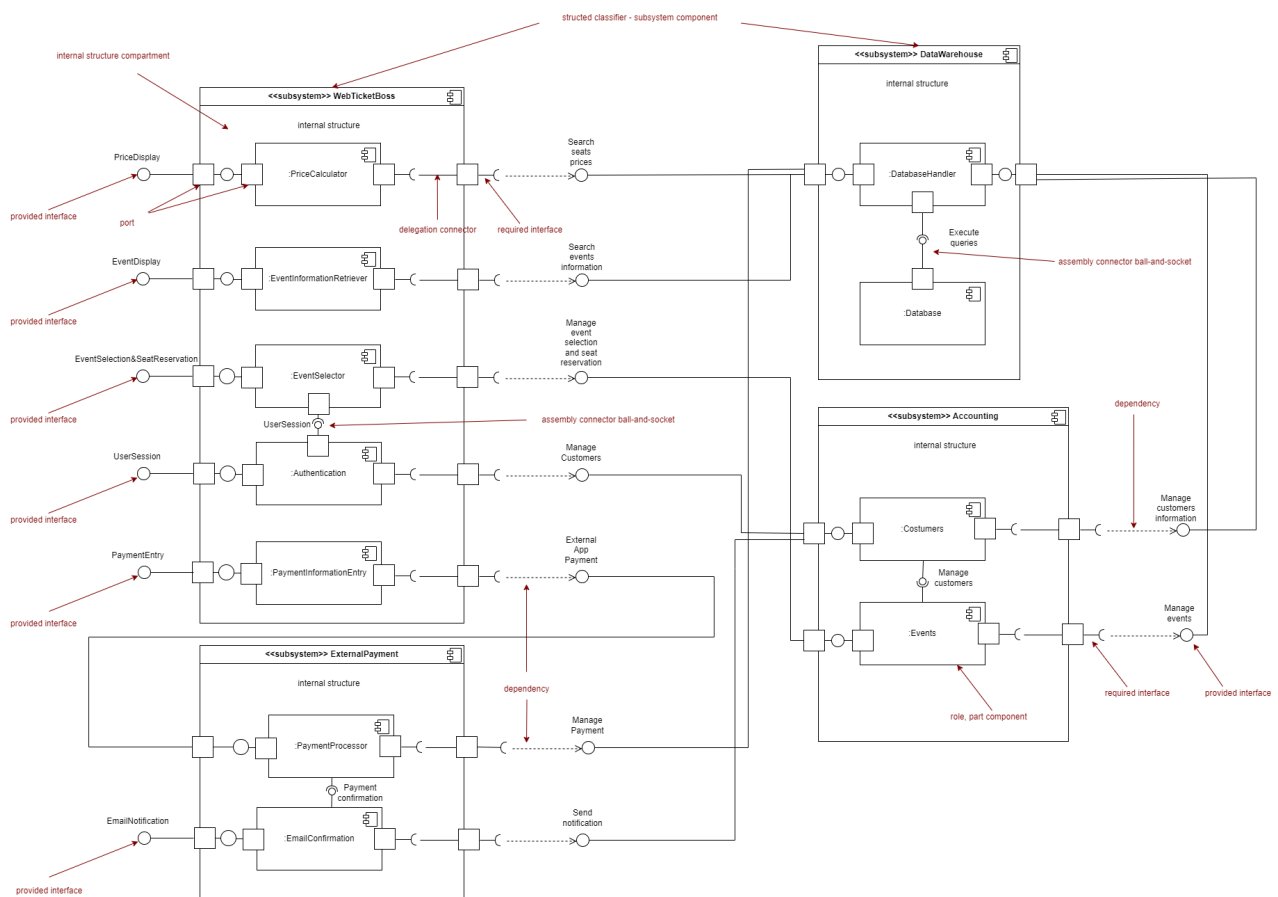 structed classifier - subsystem component
internal structure compartment
<<subsystem>> DataWarehouse
internal structure
<<subsystem>> WebTicketBoss
internal structure
PriceDisplay
:PriceCalculator
Search
seats
prices
:DatabaseHandler
provided interface
port
delegation connector
required interface
Execute
queries
EventDisplay
:EventInformationRetriever
Search
events
information
assembly connector ball-and-socket
:Database
provided interface
EventSelection&SeatReservation
:EventSelector
Manage
event
selection
and seat
reservation
provided interface
UserSession
assembly connector ball-and-socket
<<subsystem>> Accounting
internal structure
dependency
UserSession
:Authentication
Manage
Customers
Manage
customers
information
provided interface
:Costumers
PaymentEntry
:PaymentInformationEntry
External
App
Payment
Manage
customers
provided interface
:Events
Manage
events
<<subsystem>> ExternalPayment
internal structure
dependency
required interface
provided interface
role, part component
:PaymentProcessor
Manage
Payment
Payment
confirmation
EmailNotification
:EmailConfirmation
Send
notification
provided interface